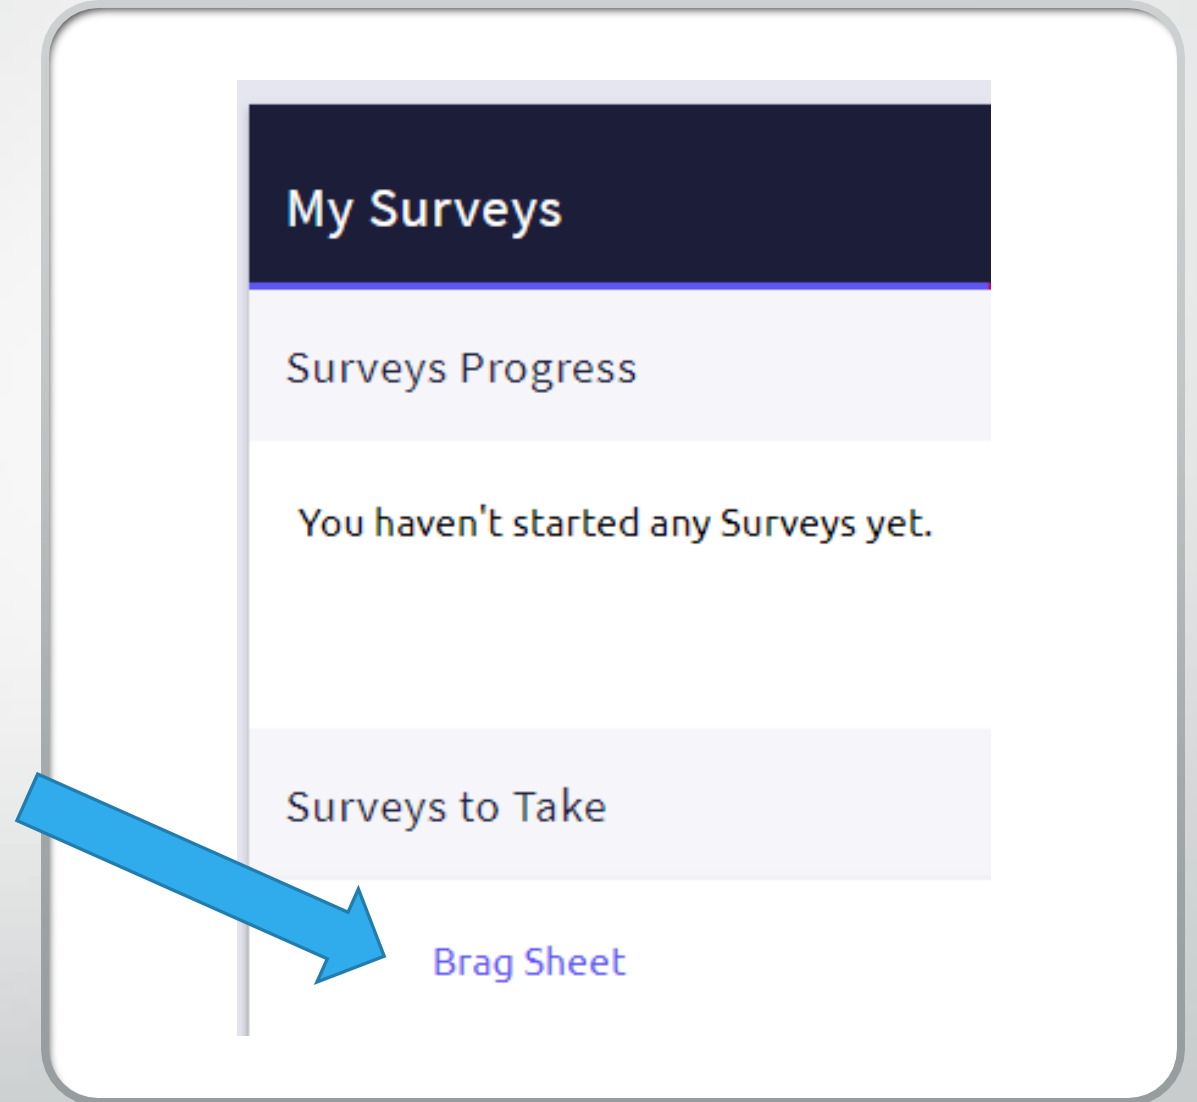 My Surveys
Surveys Progress
You haven't started any Surveys yet.
Surveys to Take
Brag Sheet